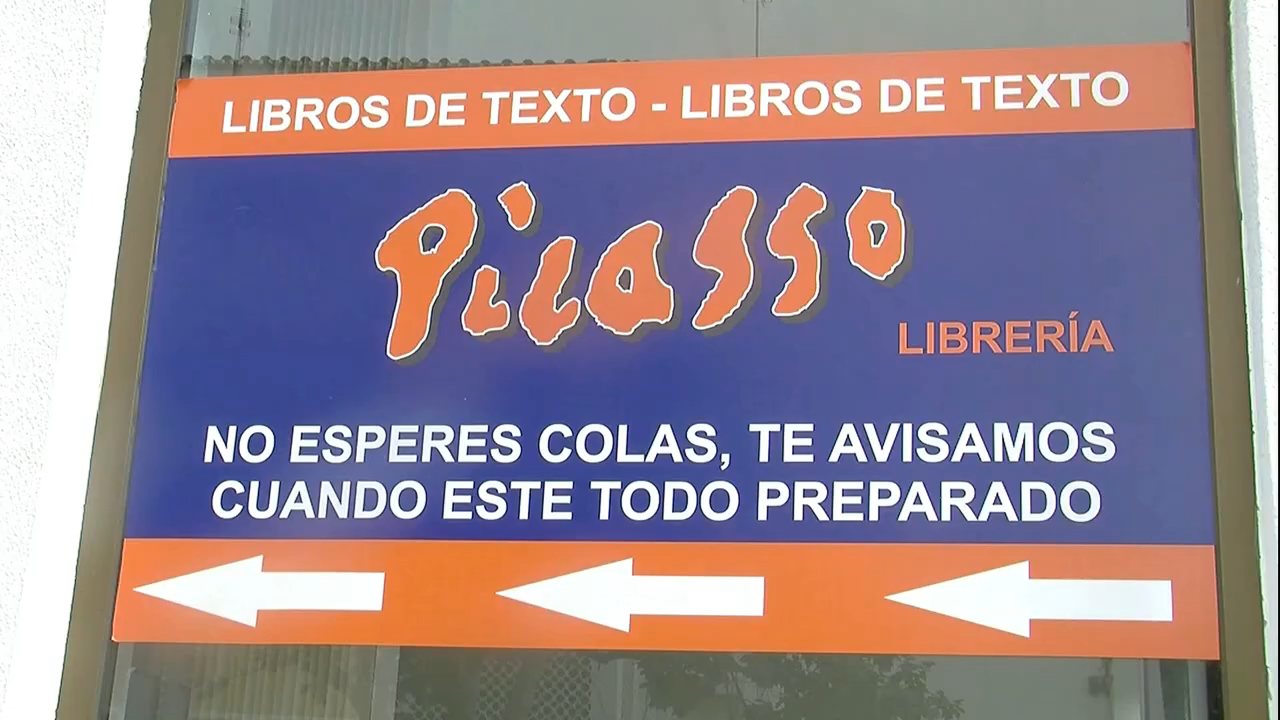 LIBROS DE TEXTO - LIBROS DE TEXTO
Picasso
LIBRERÍA
NO ESPERES COLAS, TE AVISAMOS
CUANDO ESTE TODO PREPARADO